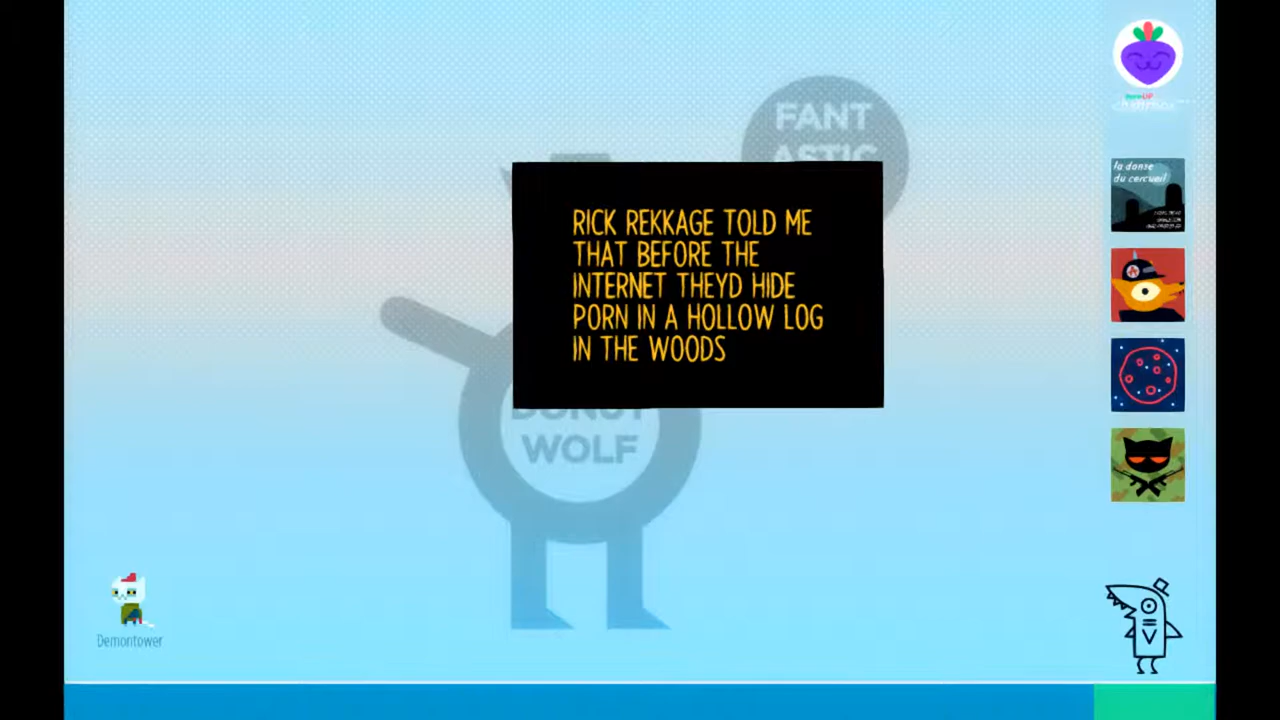 FANT
ASTIC
RICK REKKAGE TOLD ME
THAT BEFORE THE
INTERNET THEYD HIDE
PORN IN A HOLLOW LOG
IN THE WOODS
DONUT
WOLF
la danse
du cercueil
Demontower